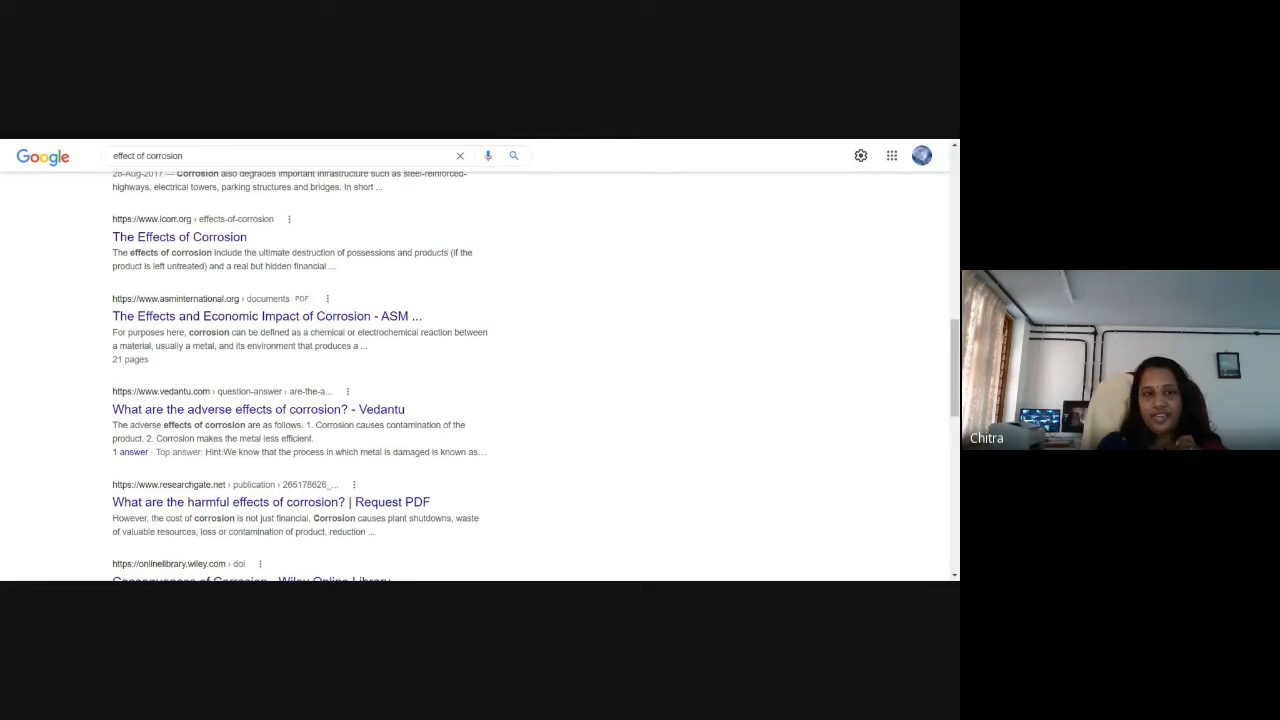 Google
effect of corrosion
28-Aug-2017 — Corrosion also degrades important infrastructure such as steel-reinforced-
highways, electrical towers, parking structures and bridges. In short ...
https://www.icorr.org › effects-of-corrosion
The Effects of Corrosion
The effects of corrosion include the ultimate destruction of possessions and products (if the
product is left untreated) and a real but hidden financial ...
https://www.asminternational.org › documents PDF
The Effects and Economic Impact of Corrosion - ASM ...
For purposes here, corrosion can be defined as a chemical or electrochemical reaction between
a material, usually a metal, and its environment that produces a ...
21 pages
https://www.vedantu.com › question-answer › are-the-a...
What are the adverse effects of corrosion? - Vedantu
The adverse effects of corrosion are as follows: 1. Corrosion causes contamination of the
product. 2. Corrosion makes the metal less efficient.
1 answer · Top answer: Hint:We know that the process in which metal is damaged is known as...
https://www.researchgate.net › publication › 265178626_...
What are the harmful effects of corrosion? | Request PDF
However, the cost of corrosion is not just financial. Corrosion causes plant shutdowns, waste
of valuable resources, loss or contamination of product, reduction ...
https://onlinelibrary.wiley.com › doi
Consequences of Corrosion - Wiley Online Library
Chitra